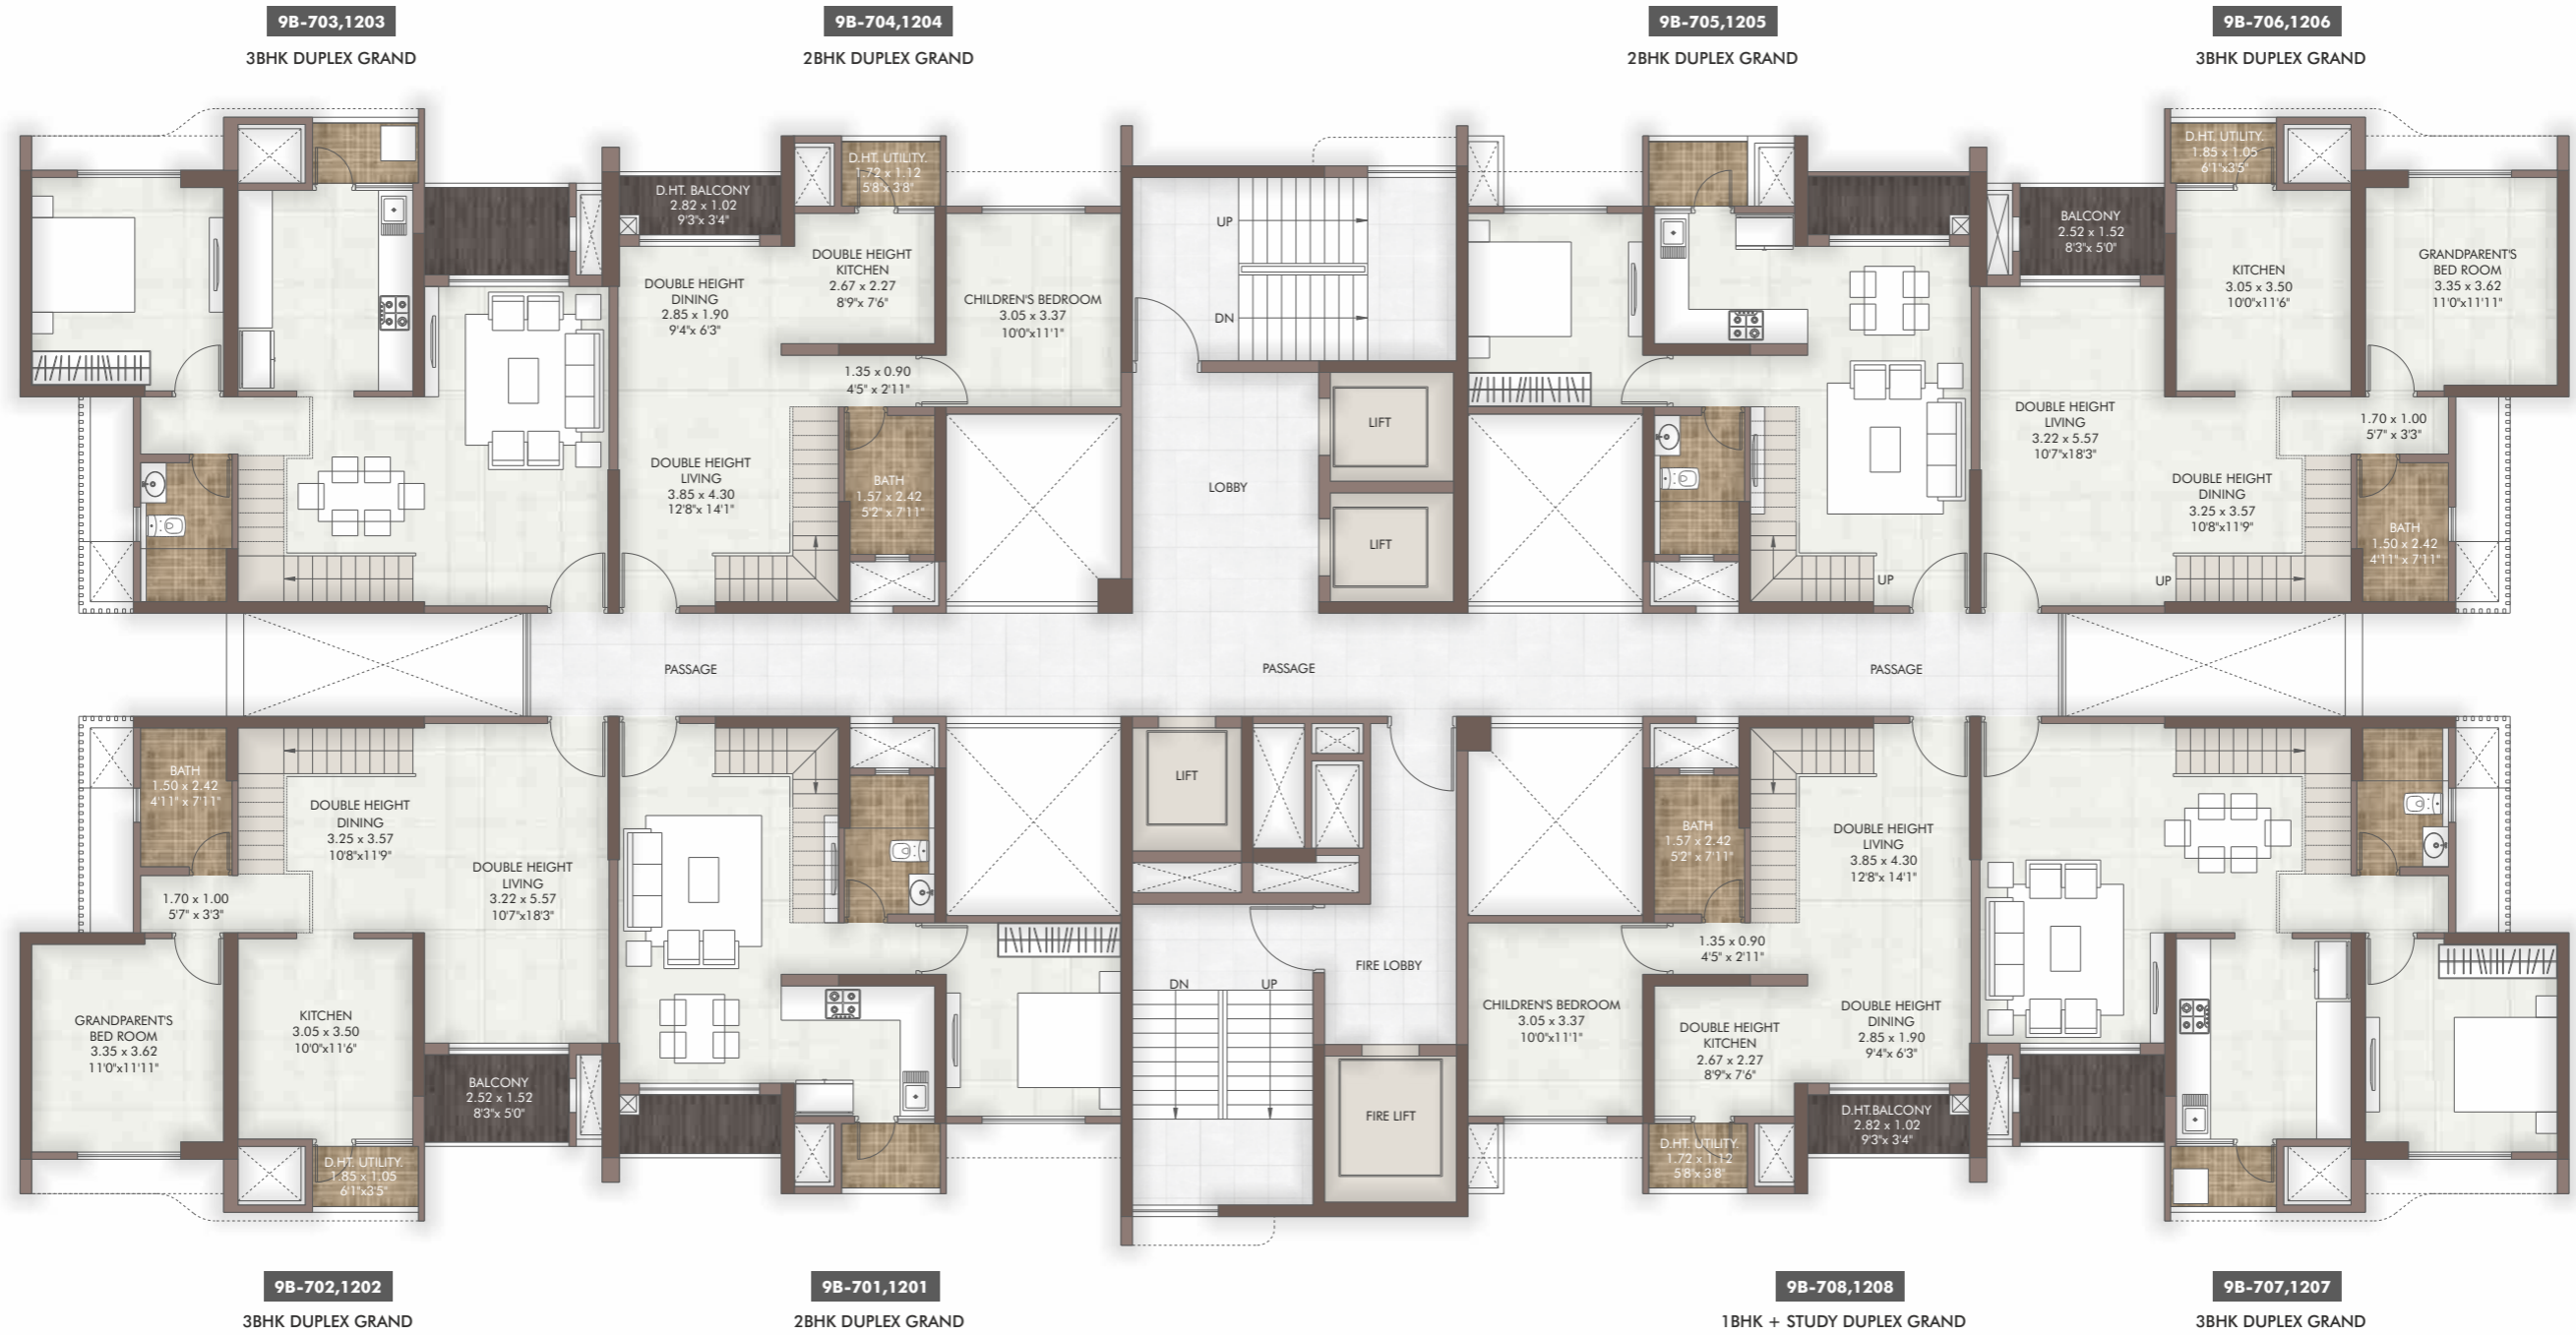 9B-703,1203
3BHK DUPLEX GRAND
9B-704,1204
2BHK DUPLEX GRAND
9B-705,1205
2BHK DUPLEX GRAND
9B-706,1206
3BHK DUPLEX GRAND
D.HT. BALCONY
2.82 x 1.02
9'3"x 3'4"
D.HT. UTILITY.
1.72 x 1.12
5'8"x 3'8"
DOUBLE HEIGHT
DINING
2.85 x 1.90
9'4"x 6'3"
DOUBLE HEIGHT
KITCHEN
2.67 x 2.27
8'9"x 7'6"
CHILDREN'S BEDROOM
3.05 x 3.37
10'0"x11'1"
1.35 x 0.90
4'5" x 2'11"
DOUBLE HEIGHT
LIVING
3.85 x 4.30
12'8"x 14'1"
BATH
1.57 x 2.42
5'2" x 7'11"
UP
DN
LOBBY
LIFT
LIFT
UP
D.HT. UTILITY.
1.85 x 1.05
6'1"x3'5"
BALCONY
2.52 x 1.52
8'3"x 5'0"
KITCHEN
3.05 x 3.50
10'0"x11'6"
GRANDPARENT'S
BED ROOM
3.35 x 3.62
11'0"x11'11"
DOUBLE HEIGHT
LIVING
3.22 x 5.57
10'7"x18'3"
1.70 x 1.00
5'7" x 3'3"
DOUBLE HEIGHT
DINING
3.25 x 3.57
10'8"x11'9"
BATH
1.50 x 2.42
4'11" x 7'11"
UP
PASSAGE
PASSAGE
PASSAGE
BATH
1.50 x 2.42
4'11" x 7'11"
DOUBLE HEIGHT
DINING
3.25 x 3.57
10'8"x11'9"
DOUBLE HEIGHT
LIVING
3.22 x 5.57
10'7"x18'3"
1.70 x 1.00
5'7" x 3'3"
GRANDPARENT'S
BED ROOM
3.35 x 3.62
11'0"x11'11"
KITCHEN
3.05 x 3.50
10'0"x11'6"
BALCONY
2.52 x 1.52
8'3"x 5'0"
D.HT. UTILITY.
1.85 x 1.05
6'1"x3'5"
LIFT
DN
UP
FIRE LOBBY
FIRE LIFT
BATH
1.57 x 2.42
5'2" x 7'11"
DOUBLE HEIGHT
LIVING
3.85 x 4.30
12'8"x 14'1"
1.35 x 0.90
4'5" x 2'11"
CHILDREN'S BEDROOM
3.05 x 3.37
10'0"x11'1"
DOUBLE HEIGHT
KITCHEN
2.67 x 2.27
8'9"x 7'6"
DOUBLE HEIGHT
DINING
2.85 x 1.90
9'4"x 6'3"
D.HT. UTILITY.
1.72 x 1.12
5'8"x 3'8"
D.HT.BALCONY
2.82 x 1.02
9'3"x 3'4"
9B-702,1202
3BHK DUPLEX GRAND
9B-701,1201
2BHK DUPLEX GRAND
9B-708,1208
1BHK + STUDY DUPLEX GRAND
9B-707,1207
3BHK DUPLEX GRAND